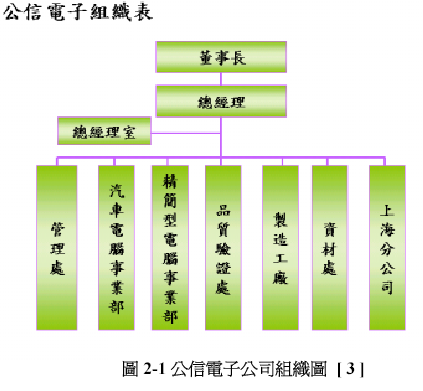 公信電子組織表
董事長
總經理
總經理室
管理處
汽車電腦事業部
精簡型電腦事業部
品質驗證處
製造工廠
資材處
上海分公司
圖 2-1 公信電子公司組織圖 [ 3 ]